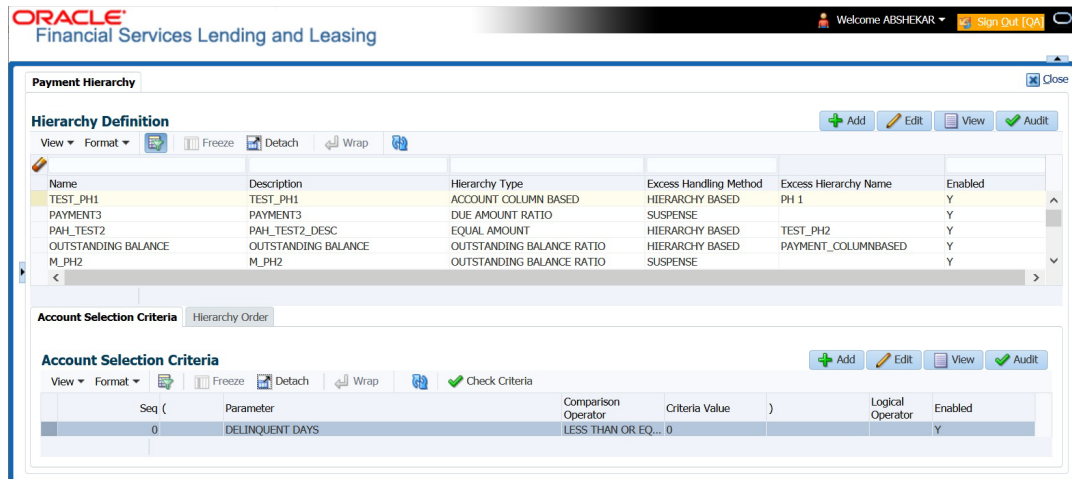 ORACLE
Financial Services Lending and Leasing
Welcome ABSHEKAR Sign Out [QA]
Payment Hierarchy
Close
Hierarchy Definition
Add Edit View Audit
View Format Freeze Detach Wrap
Name Description Hierarchy Type Excess Handling Method Excess Hierarchy Name Enabled
TEST_PH1 TEST_PH1 ACCOUNT COLUMN BASED HIERARCHY BASED PH 1 Y
PAYMENT3 PAYMENT3 DUE AMOUNT RATIO SUSPENSE Y
PAH_TEST2 PAH_TEST2_DESC EQUAL AMOUNT HIERARCHY BASED TEST_PH2 Y
OUTSTANDING BALANCE OUTSTANDING BALANCE OUTSTANDING BALANCE RATIO HIERARCHY BASED PAYMENT_COLUMNBASED Y
M_PH2 M_PH2 OUTSTANDING BALANCE RATIO SUSPENSE Y
Account Selection Criteria Hierarchy Order
Account Selection Criteria
Add Edit View Audit
View Format Freeze Detach Wrap Check Criteria
Seq ( Parameter Comparison Operator Criteria Value ) Logical Operator Enabled
0 DELINQUENT DAYS LESS THAN OR EQ... 0 Y